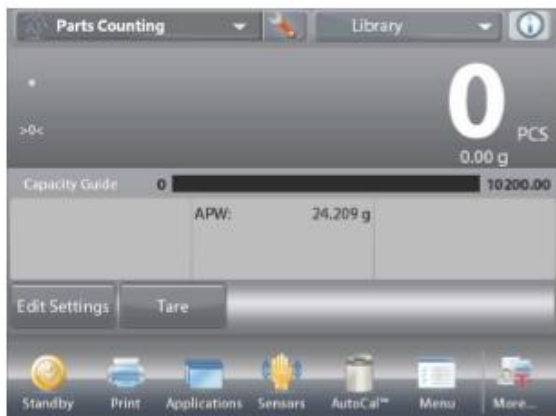 Parts Counting
Library
0
PCS
>0<
0.00 g
Capacity Guide 0 10200.00
APW: 24.209 g
Edit Settings Tare
Standby Print Applications Sensors AutoCal™ Menu More...